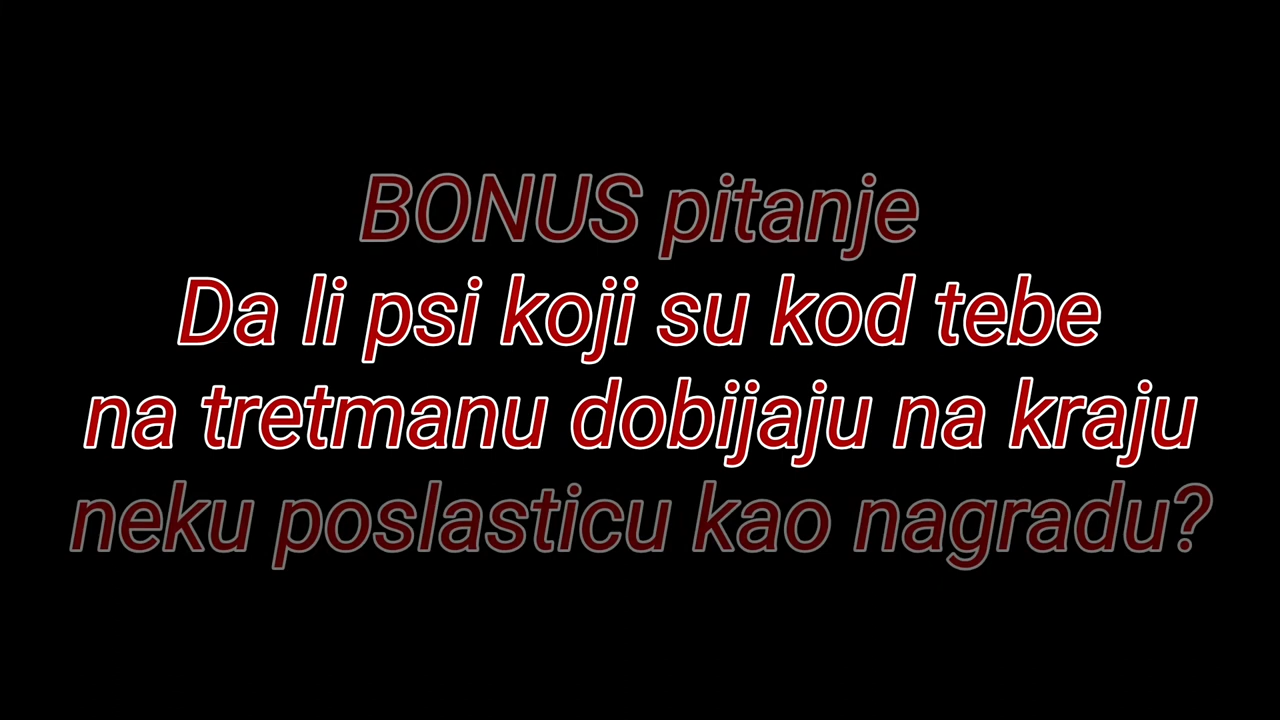 BONUS pitanje
Da li psi koji su kod tebe
na tretmanu dobijaju na kraju
neku poslasticu kao nagradu?